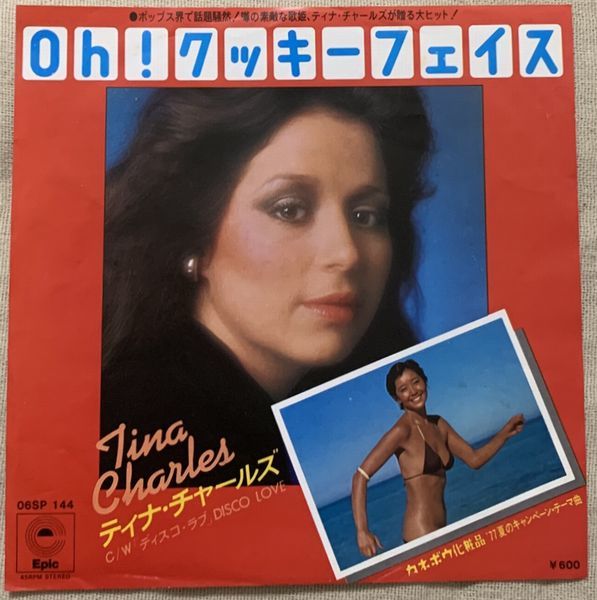 ●ポップス界で話題騒然!噂の素敵な歌姫、ティナ・チャールズが贈る大ヒット!
Oh!クッキーフェイス
Tina
Charles
ティナ・チャールズ
C/W「ディスコ・ラブ」DISCO LOVE
06SP 144
Epic
45RPM STEREO
カネボウ化粧品'77夏のキャンペーン・テーマ曲
¥600